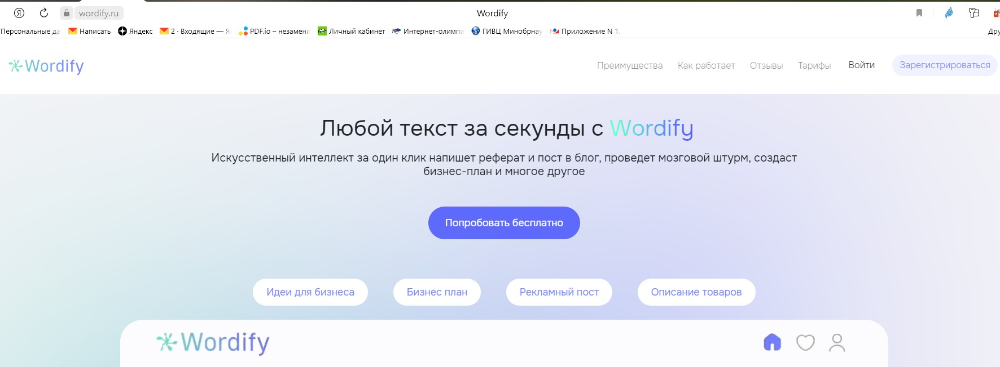 Я wordify.ru Wordify
Персональные да Написать Яндекс 2 · Входящие — Я PDF.io – незамени Личный кабинет Интернет-олимпи ГИВЦ Минобрнау Приложение N 1. Дру
Wordify Преимущества Как работает Отзывы Тарифы Войти Зарегистрироваться
Любой текст за секунды с Wordify
Искусственный интеллект за один клик напишет реферат и пост в блог, проведет мозговой штурм, создаст
бизнес-план и многое другое
Попробовать бесплатно
Идеи для бизнеса Бизнес план Рекламный пост Описание товаров
Wordify